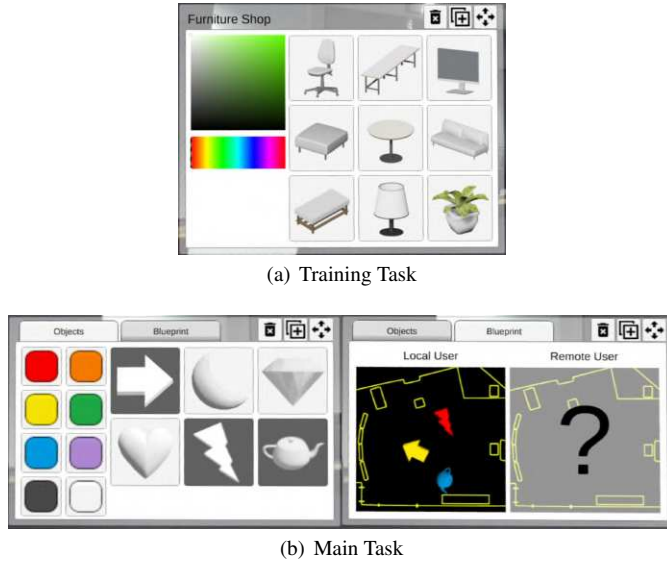 Furniture Shop
(a) Training Task
Objects Blueprint Objects Blueprint
Local User Remote User
?
(b) Main Task